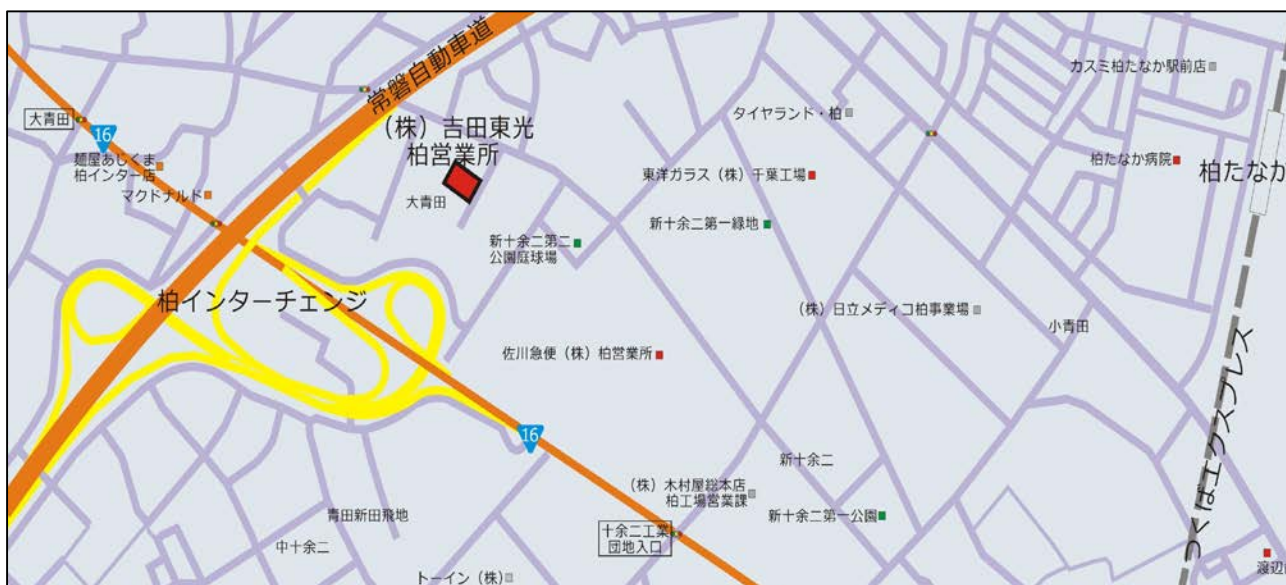 常磐自動車道
カスミ柏たなか駅前店
大青田
16
(株)吉田東光
柏営業所
タイヤランド・柏
麺屋あじくま
柏インター店
マクドナルド
大青田
東洋ガラス(株)千葉工場
柏たなか病院
柏たなか
新十余二第一緑地
新十余二第二
公園庭球場
柏インターチェンジ
(株)日立メディコ柏事業場
小青田
佐川急便(株)柏営業所
つくばエクスプレス
16
新十余二
(株)木村屋総本店
柏工場営業課
新十余二第一公園
青田新田飛地
十余二工業
団地入口
中十余二
トーイン(株)
渡辺